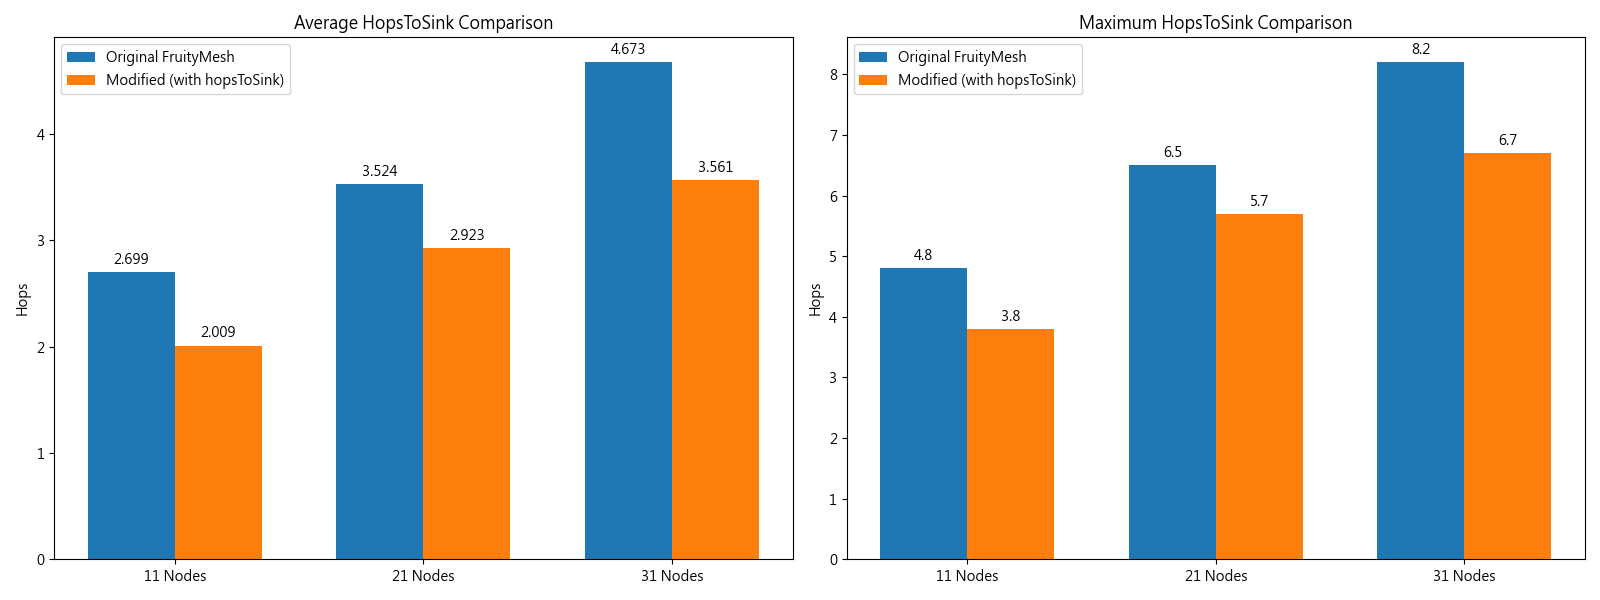 Average HopsToSink Comparison
Original FruityMesh
Modified (with hopsToSink)
Hops
4
3
2
1
0
2.699
2.009
3.524
2.923
4.673
3.561
11 Nodes
21 Nodes
31 Nodes
Maximum HopsToSink Comparison
Original FruityMesh
Modified (with hopsToSink)
Hops
8
7
6
5
4
3
2
1
0
4.8
3.8
6.5
5.7
8.2
6.7
11 Nodes
21 Nodes
31 Nodes